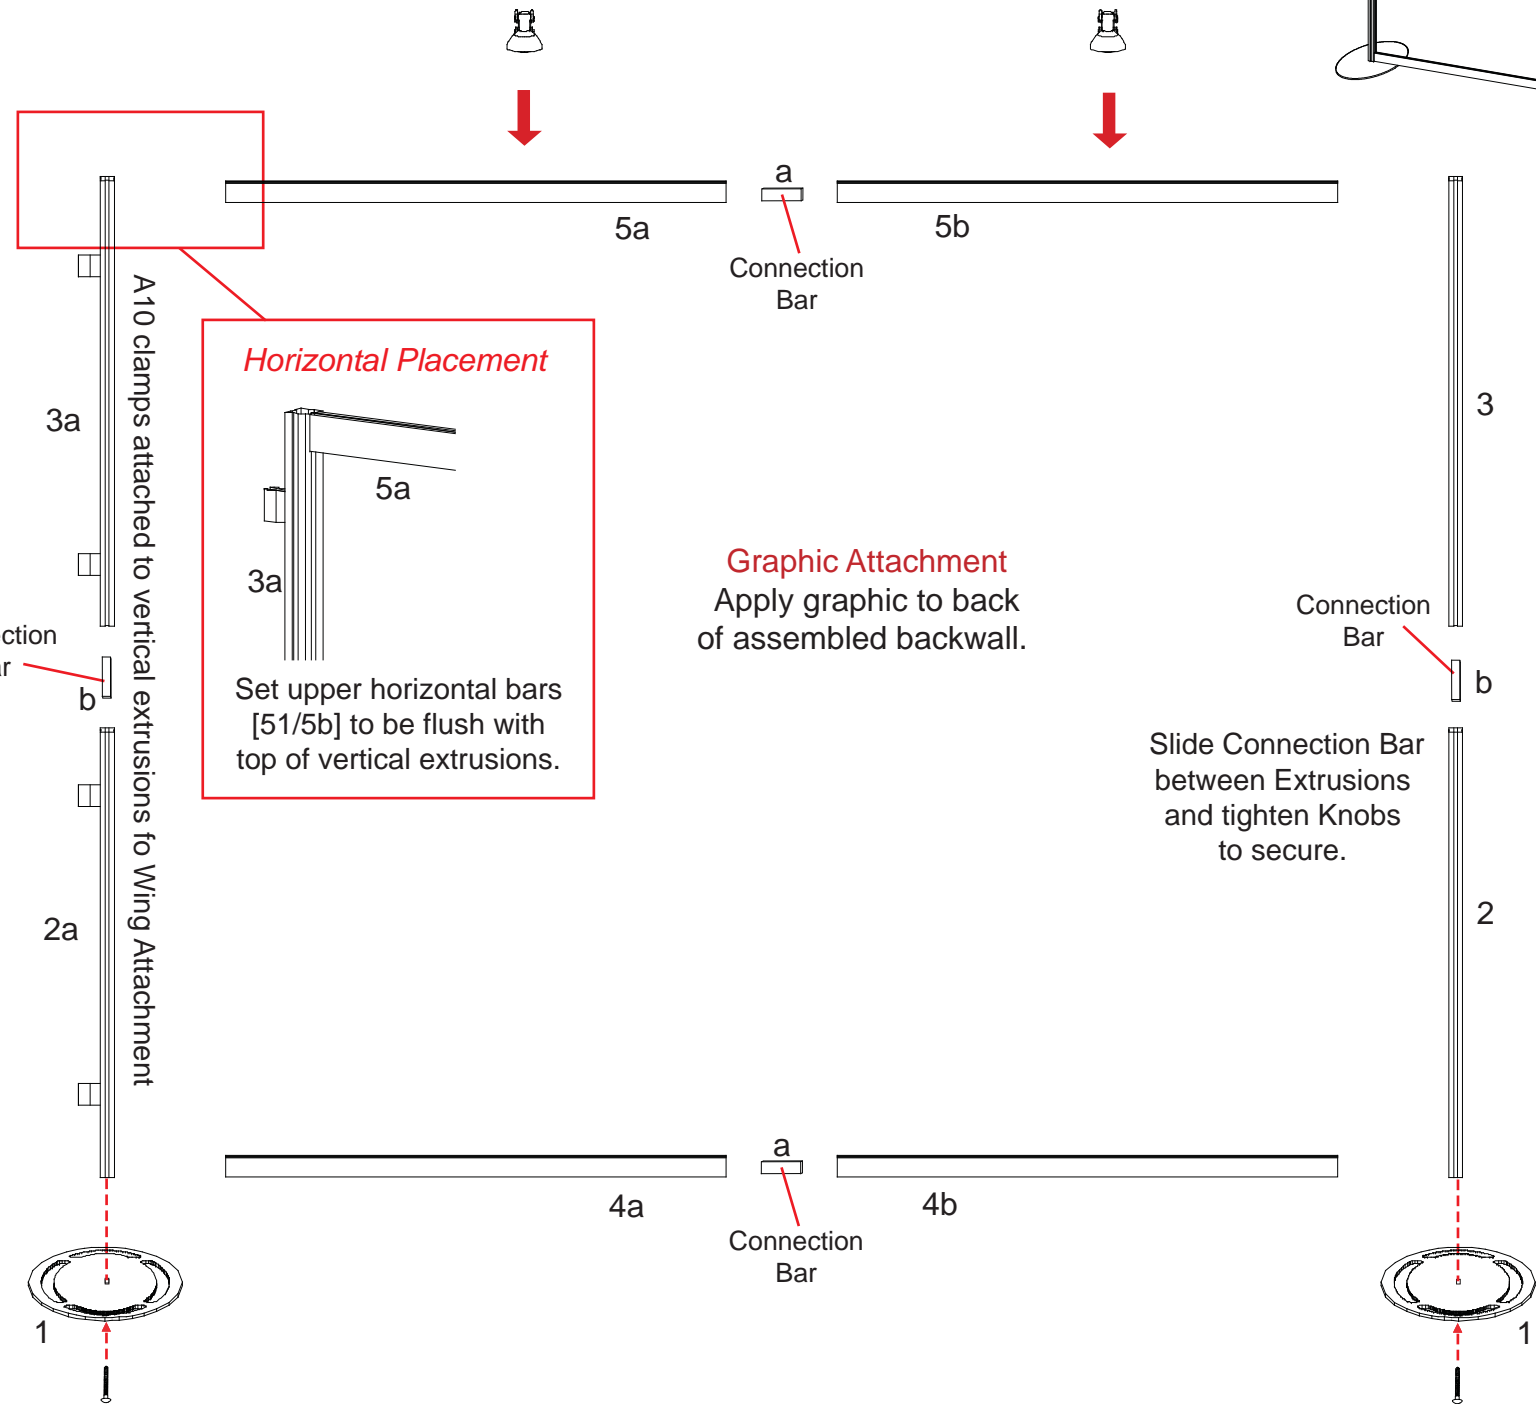 a
5a
5b
Connection
Bar
A10 clamps attached to vertical extrusions fo Wing Attachment
Horizontal Placement
5a
3a
Set upper horizontal bars
[51/5b] to be flush with
top of vertical extrusions.
3a
3
Graphic Attachment
Apply graphic to back
of assembled backwall.
Connection
Bar
ction
ar
b
b
Slide Connection Bar
between Extrusions
and tighten Knobs
to secure.
2a
2
a
4a
4b
Connection
Bar
1
1